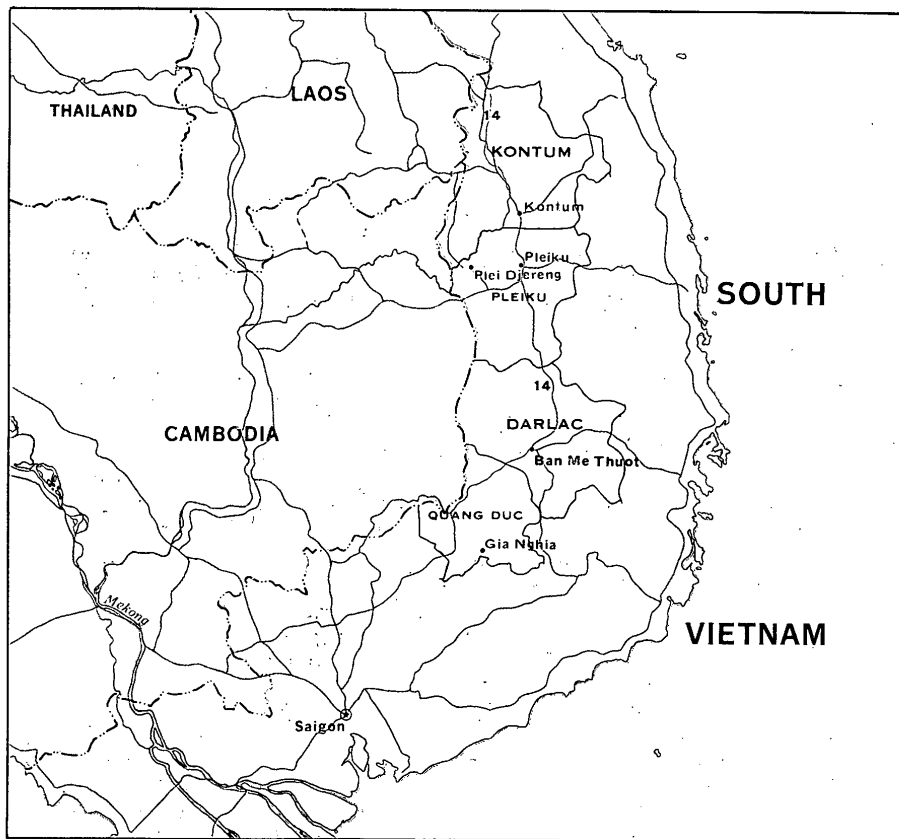 LAOS
THAILAND
14
KONTUM
Kontum
Pleiku
Plei Djereng
PLEIKU
SOUTH
14
DARLAC
CAMBODIA
Ban Me Thuot
QUANG DUC
Gia Nghia
Mekong
VIETNAM
Saigon